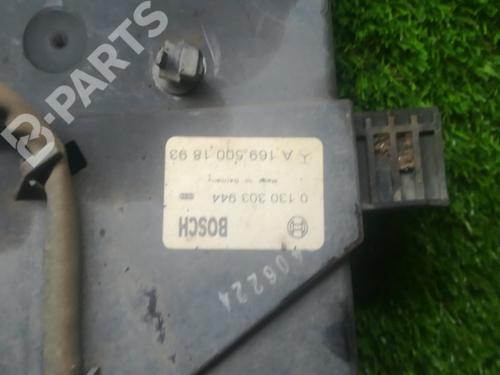 B-PARTS
BOSCH
0 130 303 944
Made in Germany
A 169.500.18 93
406224